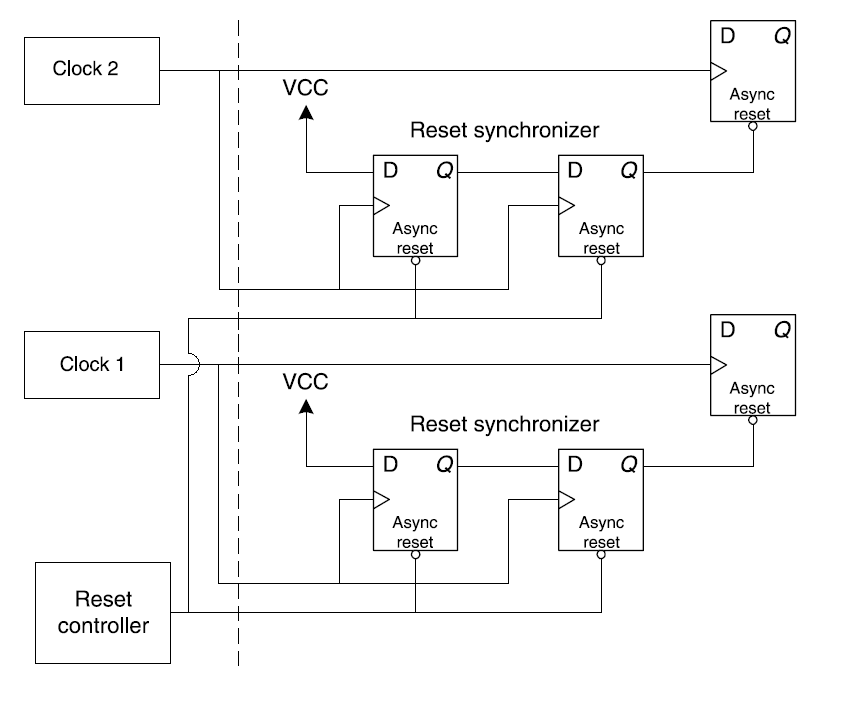 D Q
Clock 2
VCC
Async
reset
Reset synchronizer
D Q
D Q
Async
reset
Async
reset
D Q
Clock 1
VCC
Async
reset
Reset synchronizer
D Q
D Q
Async
reset
Async
reset
Reset
controller